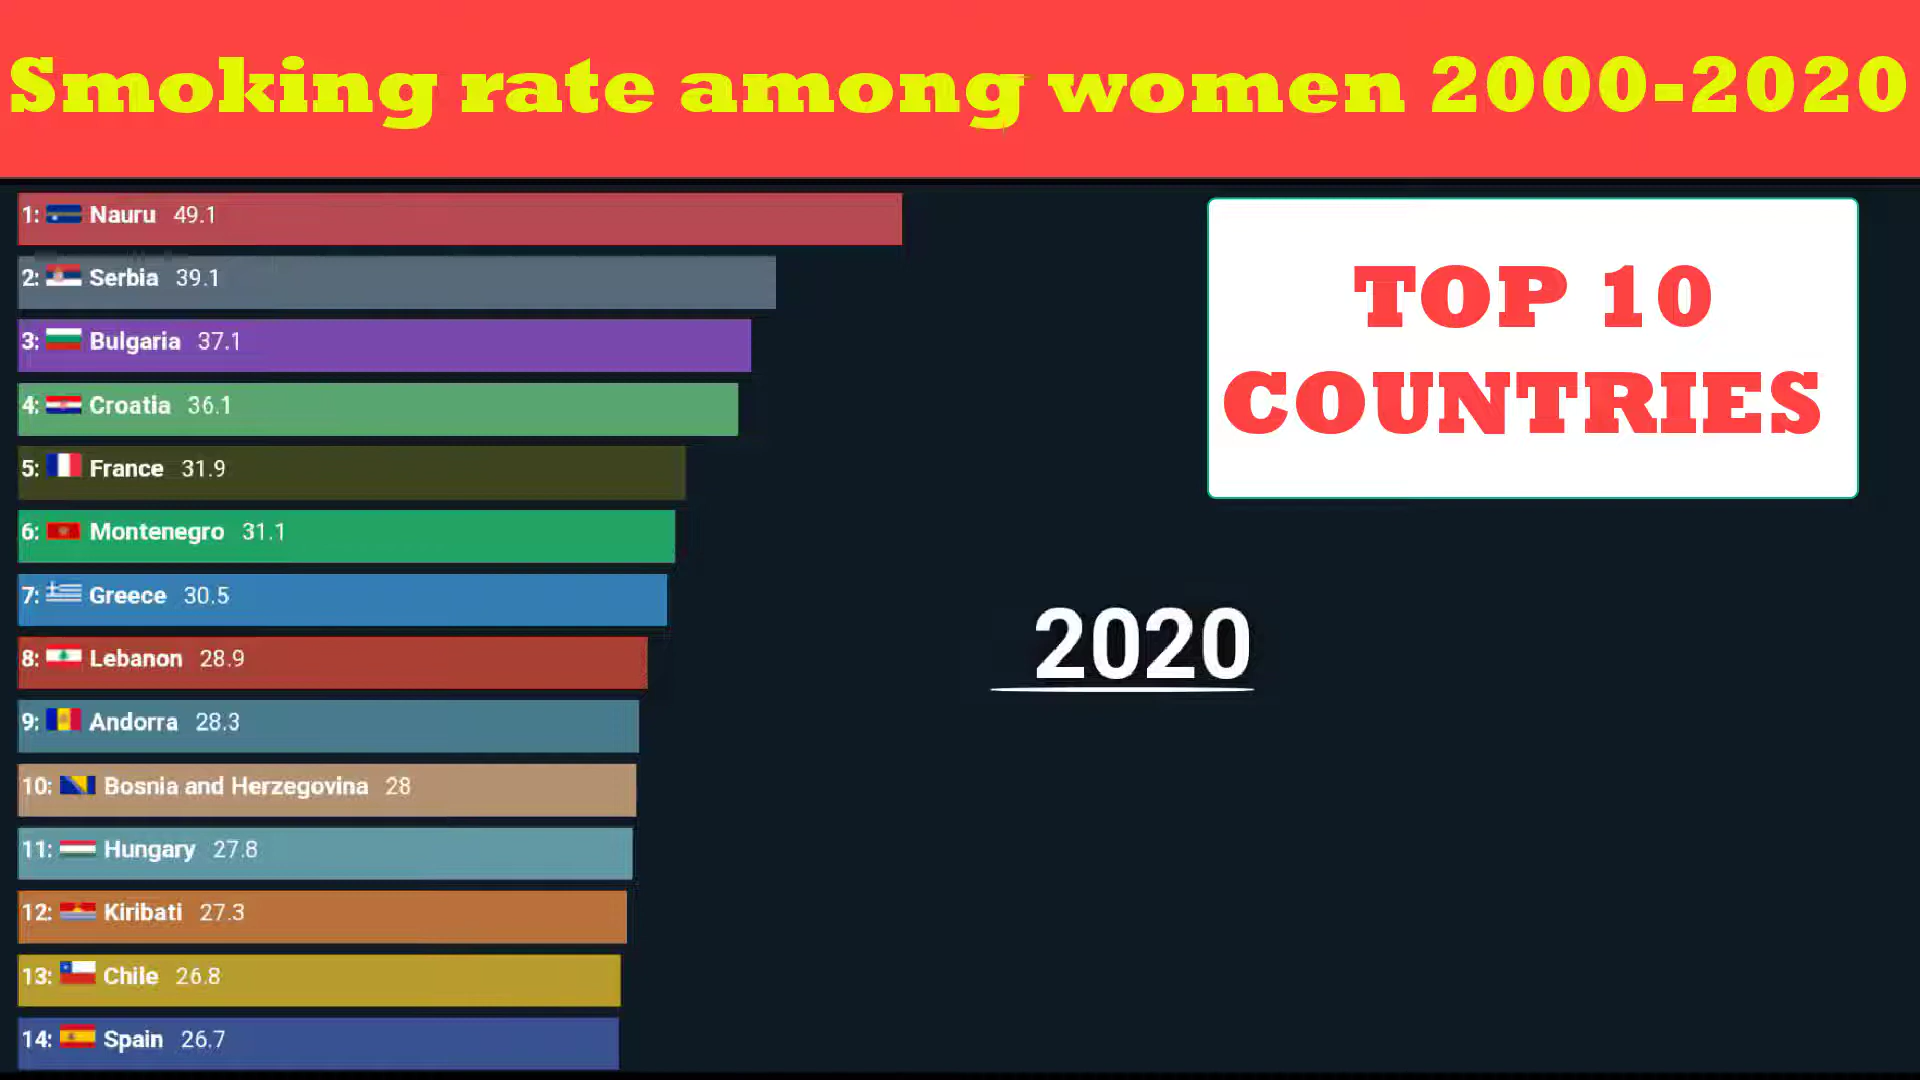 Smoking rate among women 2000-2020
1: Nauru 49.1
2: Serbia 39.1
3: Bulgaria 37.1
4: Croatia 36.1
5: France 31.9
6: Montenegro 31.1
7: Greece 30.5
8: Lebanon 28.9
9: Andorra 28.3
10: Bosnia and Herzegovina 28
11: Hungary 27.8
12: Kiribati 27.3
13: Chile 26.8
14: Spain 26.7
TOP 10
COUNTRIES
2020